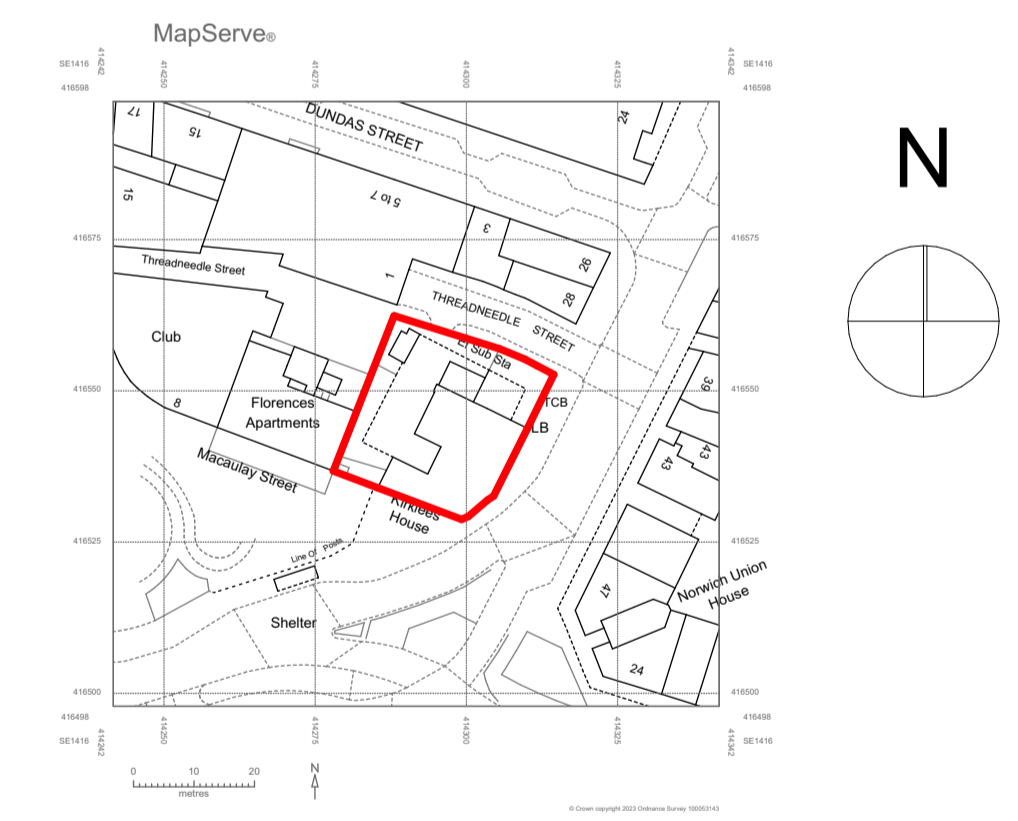 MapServe®
SE1416
414242
414250
414275
414300
414325
414342
SE1416
416598
416598
17
15
DUNDAS STREET
24
15
5 to 7
3
26
28
416575
416575
Threadneedle Street
1
THREADNEEDLE STREET
El Sub Sta
Club
416550
416550
8
Florences
Apartments
TCB
LB
39
43
43
Macaulay Street
Kirklees
House
416525
416525
Line Of Posts
Shelter
47
Norwich Union
House
24
416500
416500
416498
416498
SE1416
414242
414250
414275
414300
414325
414342
SE1416
0 10 20
metres
N
© Crown copyright 2023 Ordnance Survey 100053143
N